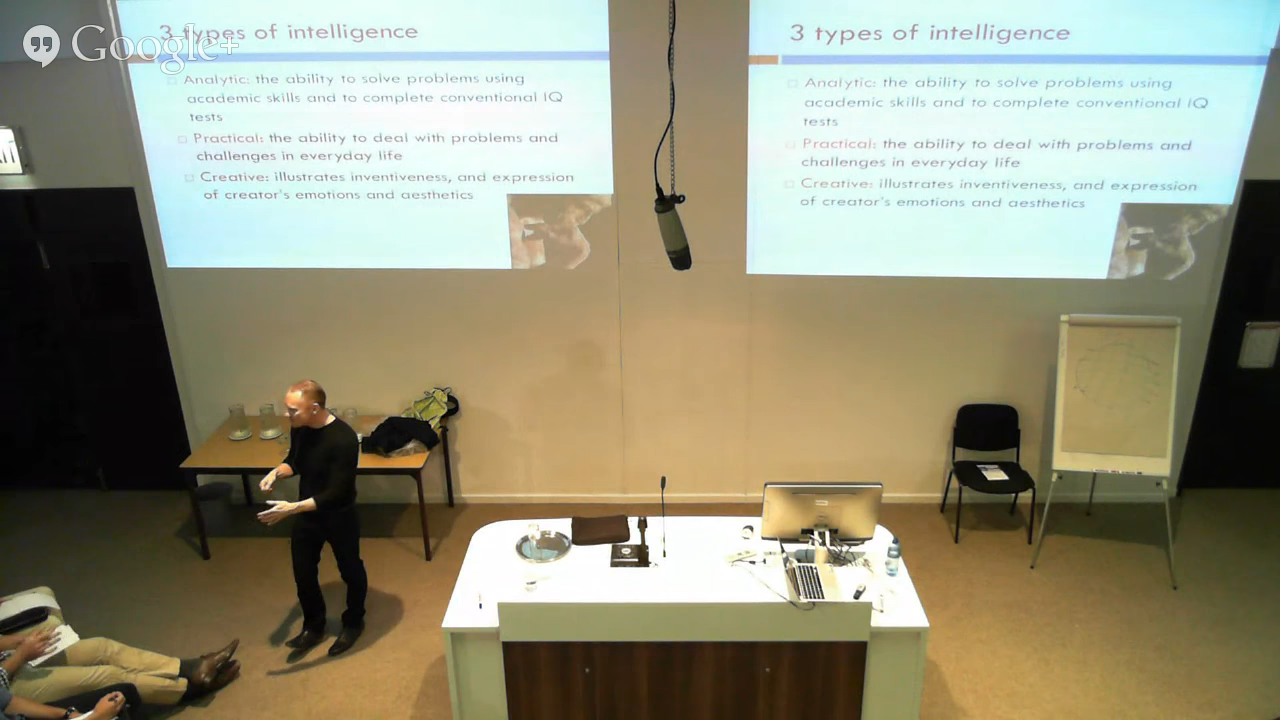 Google+
3 types of intelligence
Analytic: the ability to solve problems using
academic skills and to complete conventional IQ
tests
Practical: the ability to deal with problems and
challenges in everyday life
Creative: illustrates inventiveness, and expression
of creator's emotions and aesthetics
3 types of intelligence
Analytic: the ability to solve problems using
academic skills and to complete conventional IQ
tests
Practical: the ability to deal with problems and
challenges in everyday life
Creative: illustrates inventiveness, and expression
of creator's emotions and aesthetics